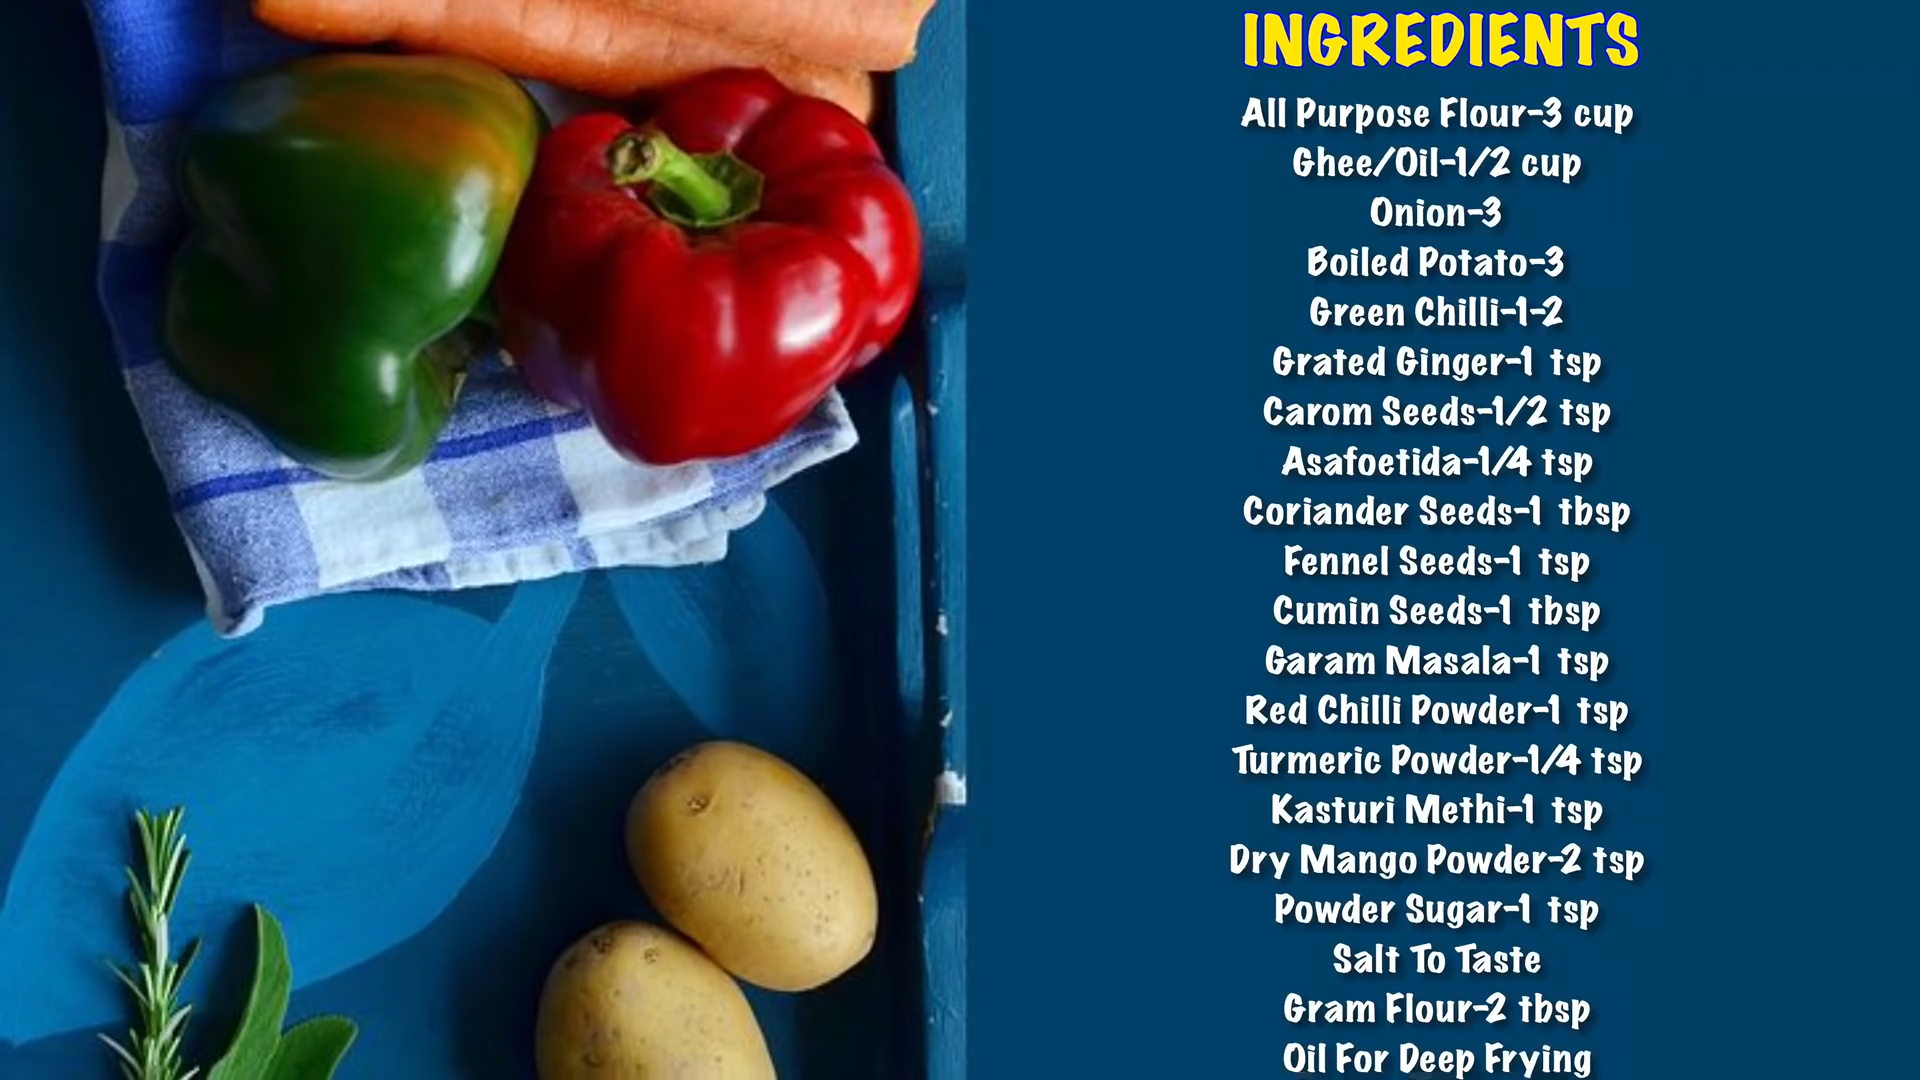 INGREDIENTS
All Purpose Flour-3 cup
Ghee/Oil-1/2 cup
Onion-3
Boiled Potato-3
Green Chilli-1-2
Grated Ginger-1 tsp
Carom Seeds-1/2 tsp
Asafoetida-1/4 tsp
Coriander Seeds-1 tbsp
Fennel Seeds-1 tsp
Cumin Seeds-1 tbsp
Garam Masala-1 tsp
Red Chilli Powder-1 tsp
Turmeric Powder-1/4 tsp
Kasturi Methi-1 tsp
Dry Mango Powder-2 tsp
Powder Sugar-1 tsp
Salt To Taste
Gram Flour-2 tbsp
Oil For Deep Frying